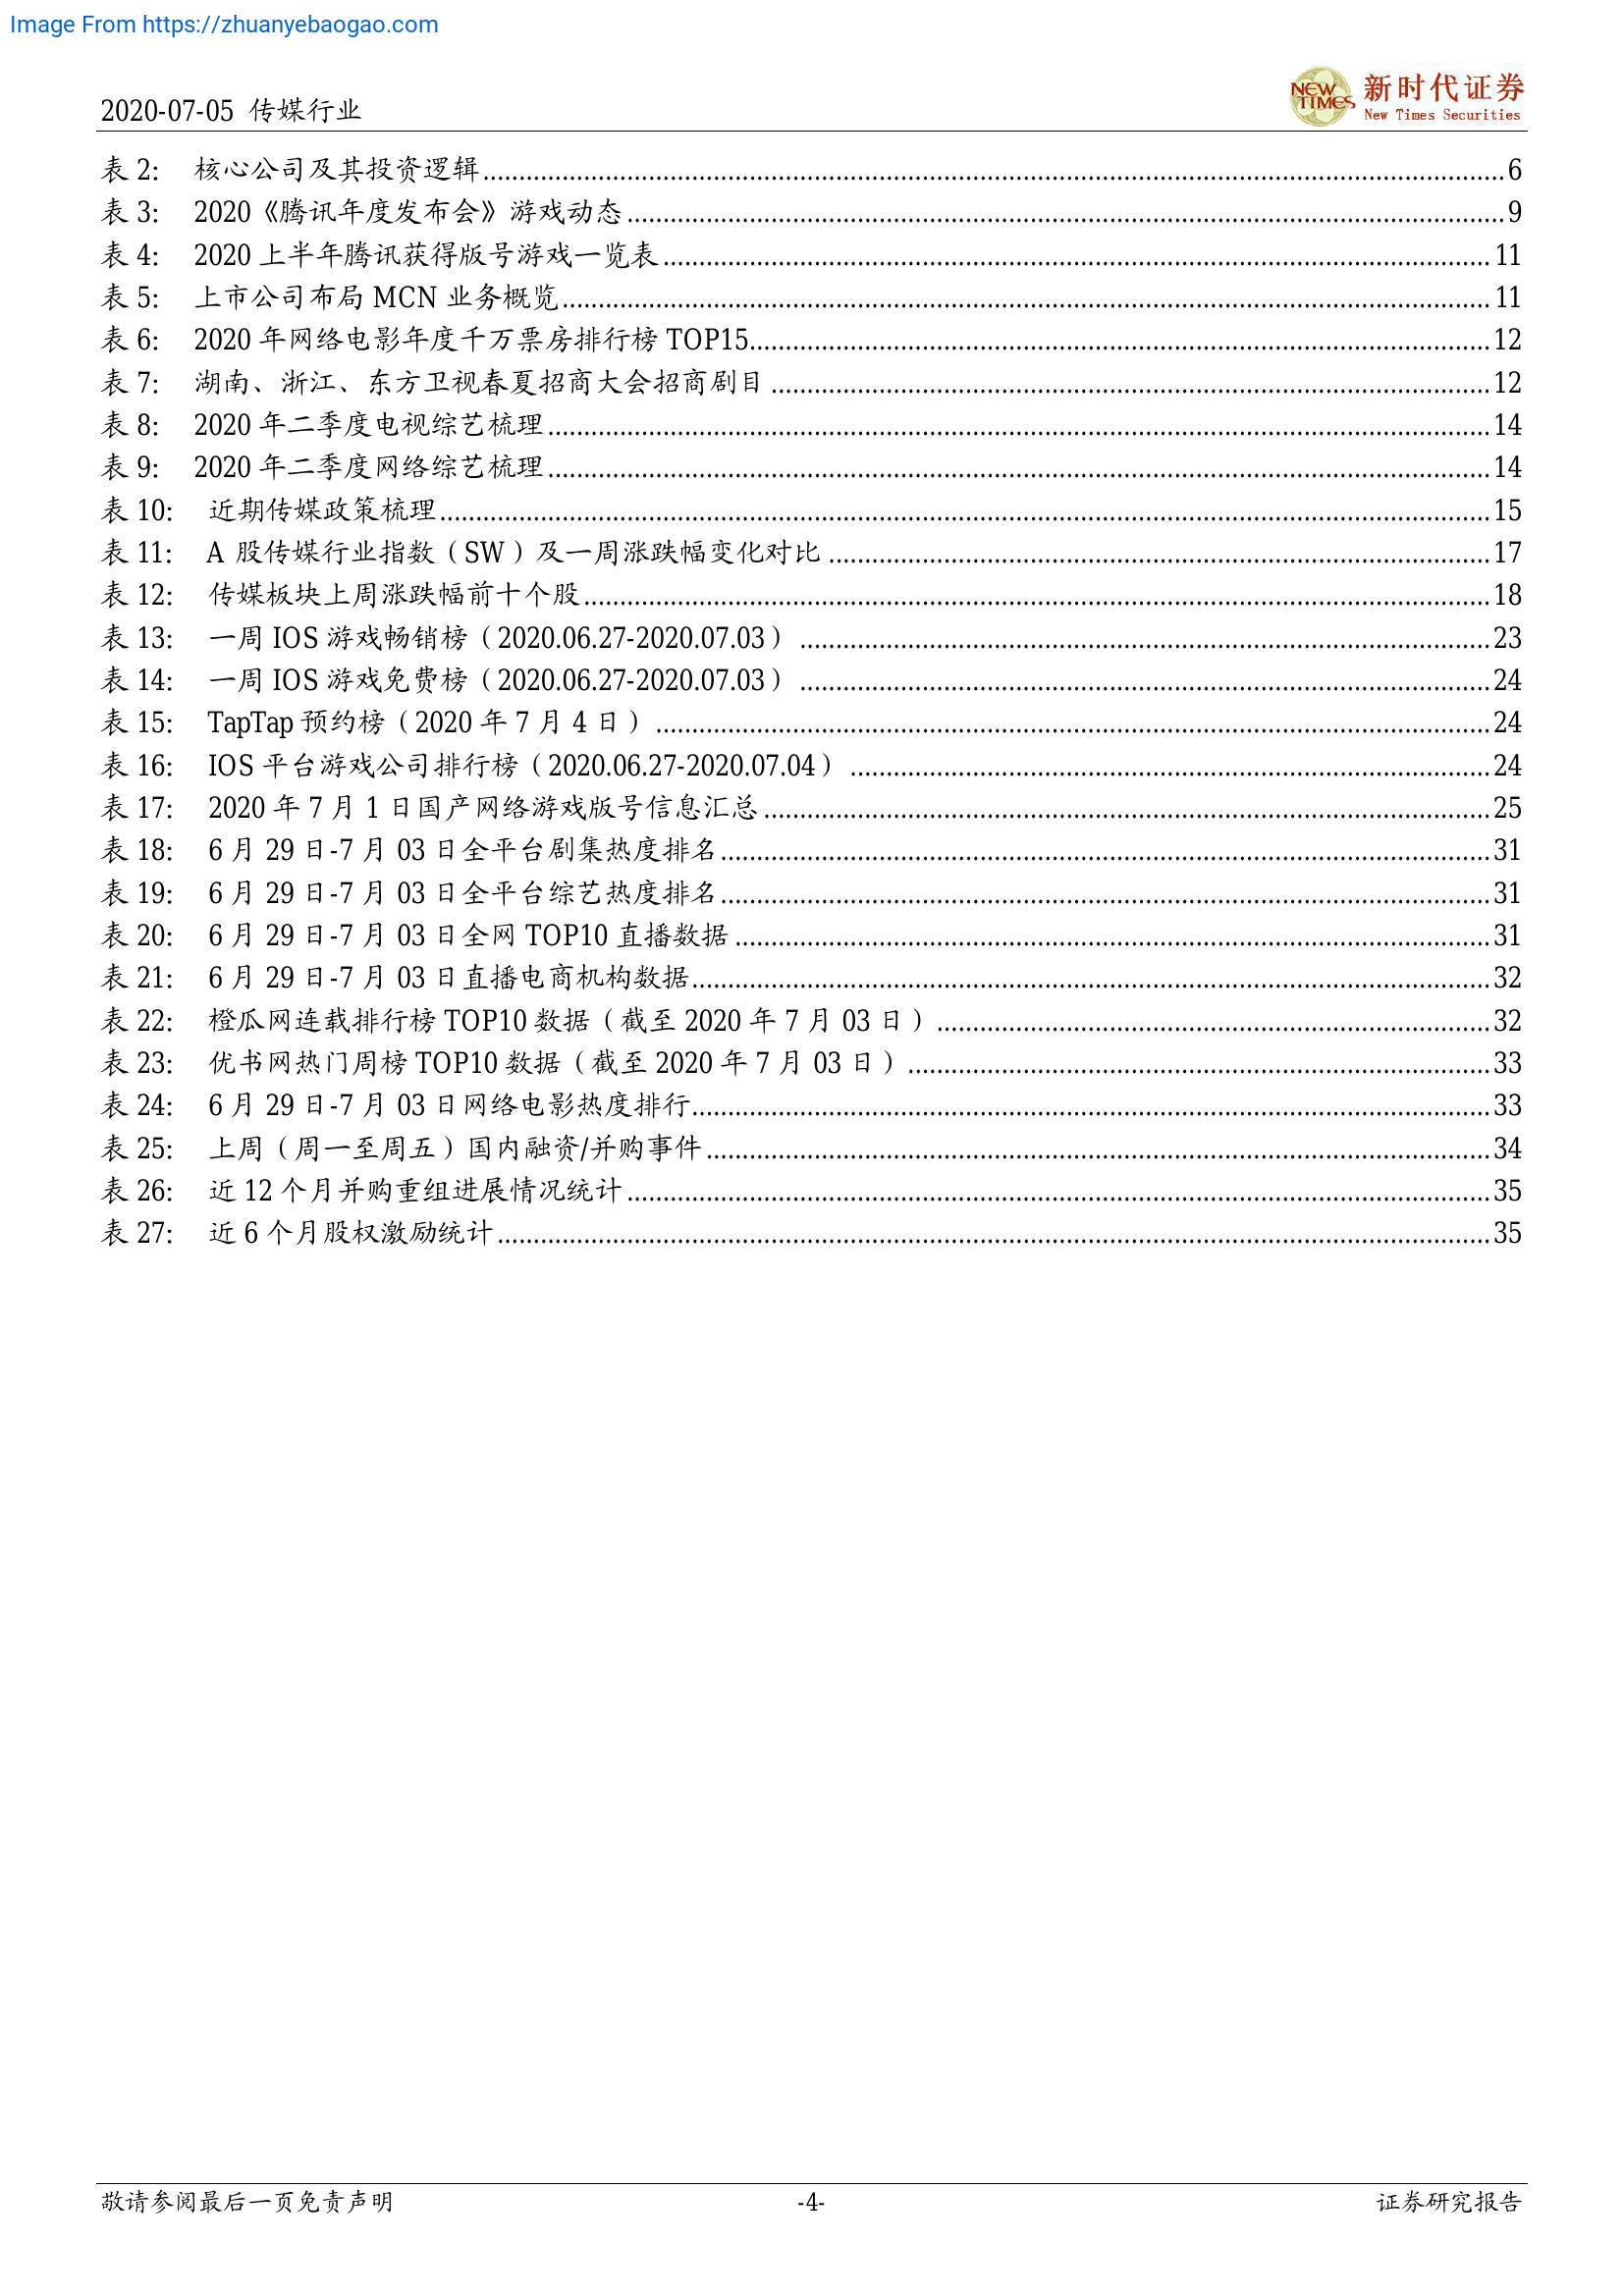 Image From https://zhuanyebaogao.com
2020-07-05 传媒行业
NEW TIMES 新时代证券
New Times Securities
表 2: 核心公司及其投资逻辑 6
表 3: 2020《腾讯年度发布会》游戏动态 9
表 4: 2020 上半年腾讯获得版号游戏一览表 11
表 5: 上市公司布局 MCN 业务概览 11
表 6: 2020 年网络电影年度千万票房排行榜 TOP15 12
表 7: 湖南、浙江、东方卫视春夏招商大会招商剧目 12
表 8: 2020 年二季度电视综艺梳理 14
表 9: 2020 年二季度网络综艺梳理 14
表 10: 近期传媒政策梳理 15
表 11: A 股传媒行业指数（SW）及一周涨跌幅变化对比 17
表 12: 传媒板块上周涨跌幅前十个股 18
表 13: 一周 IOS 游戏畅销榜（2020.06.27-2020.07.03） 23
表 14: 一周 IOS 游戏免费榜（2020.06.27-2020.07.03） 24
表 15: TapTap 预约榜（2020 年 7 月 4 日） 24
表 16: IOS 平台游戏公司排行榜（2020.06.27-2020.07.04） 24
表 17: 2020 年 7 月 1 日国产网络游戏版号信息汇总 25
表 18: 6 月 29 日-7 月 03 日全平台剧集热度排名 31
表 19: 6 月 29 日-7 月 03 日全平台综艺热度排名 31
表 20: 6 月 29 日-7 月 03 日全网 TOP10 直播数据 31
表 21: 6 月 29 日-7 月 03 日直播电商机构数据 32
表 22: 橙瓜网连载排行榜 TOP10 数据（截至 2020 年 7 月 03 日） 32
表 23: 优书网热门周榜 TOP10 数据（截至 2020 年 7 月 03 日） 33
表 24: 6 月 29 日-7 月 03 日网络电影热度排行 33
表 25: 上周（周一至周五）国内融资/并购事件 34
表 26: 近 12 个月并购重组进展情况统计 35
表 27: 近 6 个月股权激励统计 35
敬请参阅最后一页免责声明 -4- 证券研究报告